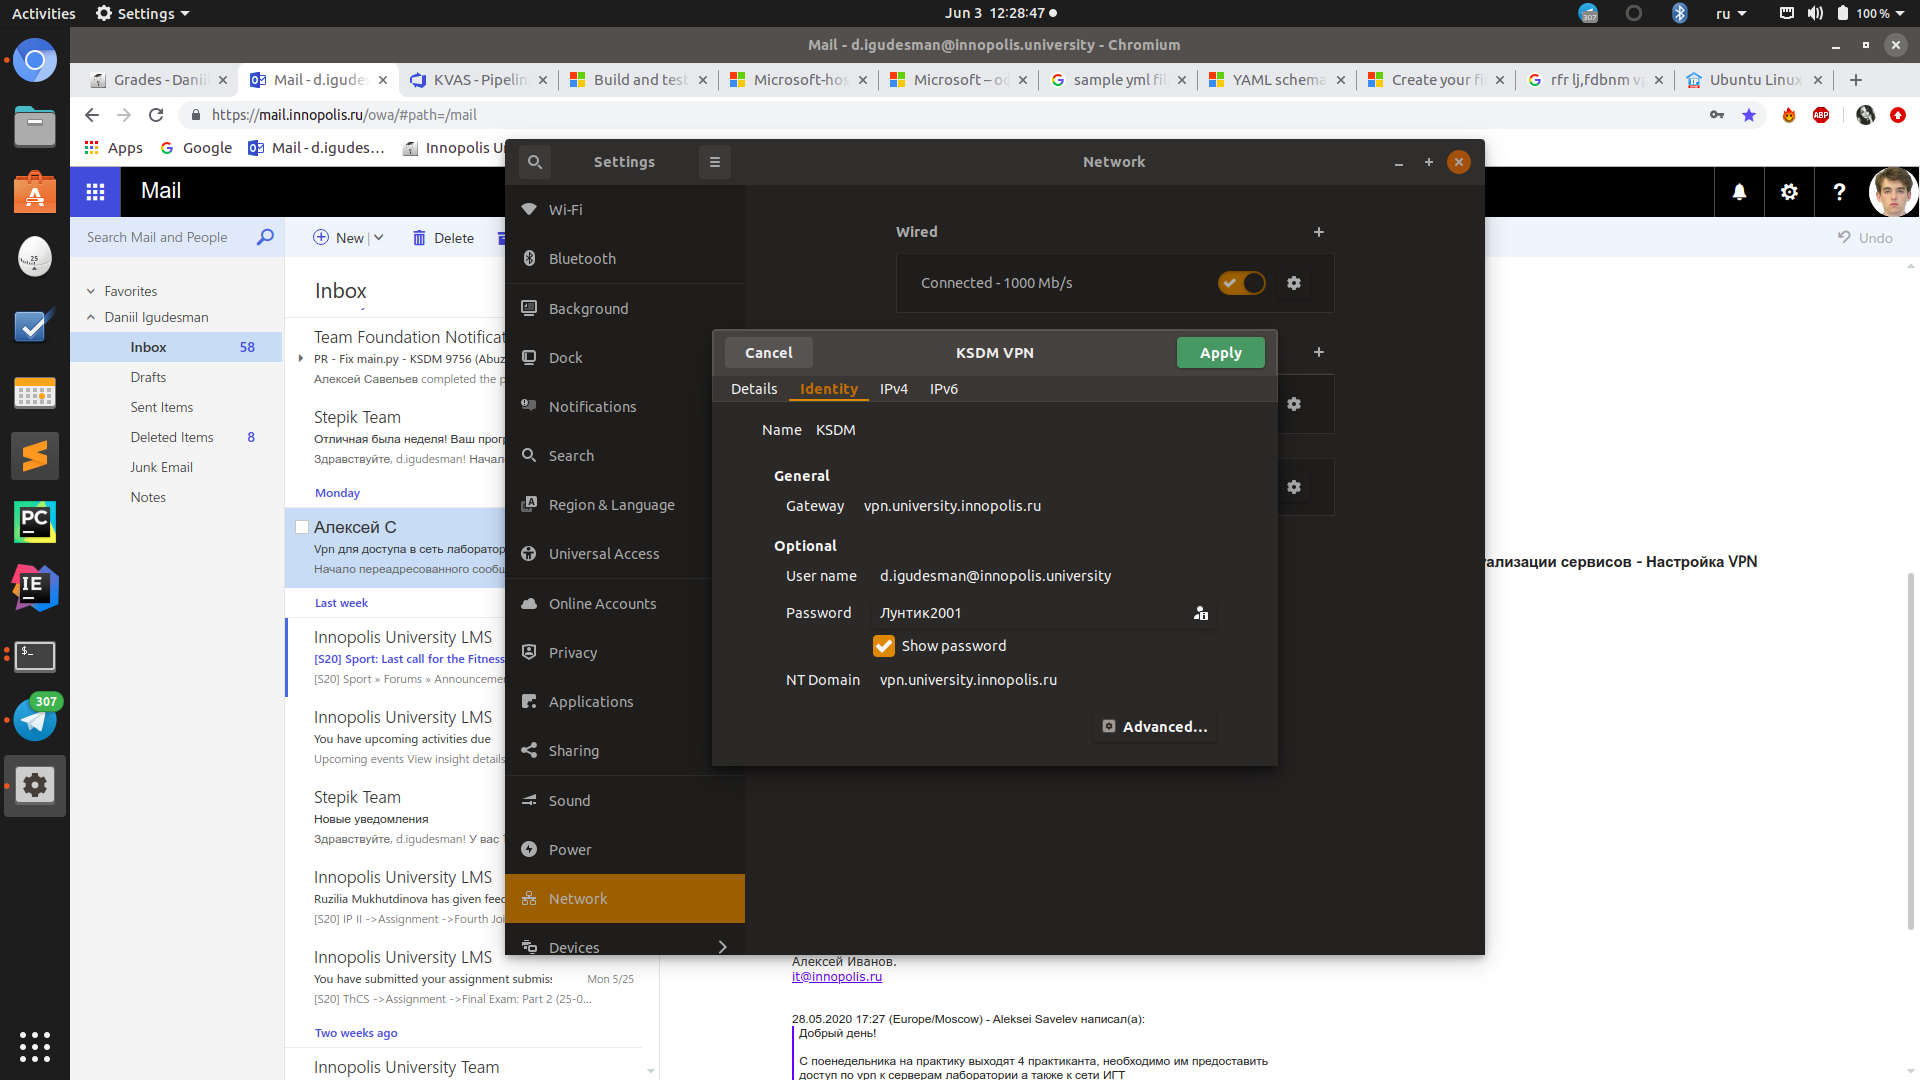 Activities
Settings
Jun 3 12:28:47
307
ru
100 %
Mail - d.igudesman@innopolis.university - Chromium
Grades - Daniil
Mail - d.igudes
KVAS - Pipelin
Build and test
Microsoft-hos
Microsoft – од
sample yml fil
YAML schema
Create your fi
rfr lj,fdbnm v
Ubuntu Linux
https://mail.innopolis.ru/owa/#path=/mail
ABP
Apps
Google
Mail - d.igudes...
Innopolis U
Mail
Search Mail and People
New
Delete
Undo
Favorites
Daniil Igudesman
Inbox 58
Drafts
Sent Items
Deleted Items 8
Junk Email
Notes
Inbox
Team Foundation Notificat
PR - Fix main.py - KSDM 9756 (Abuz
Алексей Савельев completed the p
Stepik Team
Отличная была неделя! Ваш прогр
Здравствуйте, d.igudesman! Начало
Monday
Алексей С
Vpn для доступа в сеть лаборатор
Начало переадресованного сообщ
Last week
Innopolis University LMS
[S20] Sport: Last call for the Fitness
[S20] Sport » Forums » Announcemen
Innopolis University LMS
You have upcoming activities due
Upcoming events View insight details
Stepik Team
Новые уведомления
Здравствуйте, d.igudesman! У вас
Innopolis University LMS
Ruzilia Mukhutdinova has given feed
[S20] IP II ->Assignment ->Fourth Joi
Innopolis University LMS
You have submitted your assignment submiss
Mon 5/25
[S20] ThCS ->Assignment ->Final Exam: Part 2 (25-0...
Two weeks ago
Innopolis University Team
Settings
Network
Wi-Fi
Bluetooth
Background
Dock
Notifications
Search
Region & Language
Universal Access
Online Accounts
Privacy
Applications
Sharing
Sound
Power
Network
Devices
Wired
Connected - 1000 Mb/s
Cancel
KSDM VPN
Apply
Details
Identity
IPv4
IPv6
Name KSDM
General
Gateway vpn.university.innopolis.ru
Optional
User name d.igudesman@innopolis.university
Password Лунтик2001
Show password
NT Domain vpn.university.innopolis.ru
Advanced...
ализации сервисов - Настройка VPN
Алексей Иванов.
it@innopolis.ru
28.05.2020 17:27 (Europe/Moscow) - Aleksei Savelev написал(а):
Добрый день!
С поенедельника на практику выходят 4 практиканта, необходимо им предоставить
доступ по vpn к серверам лаборатории а также к сети ИГТ
25
PC
IE
$_
307